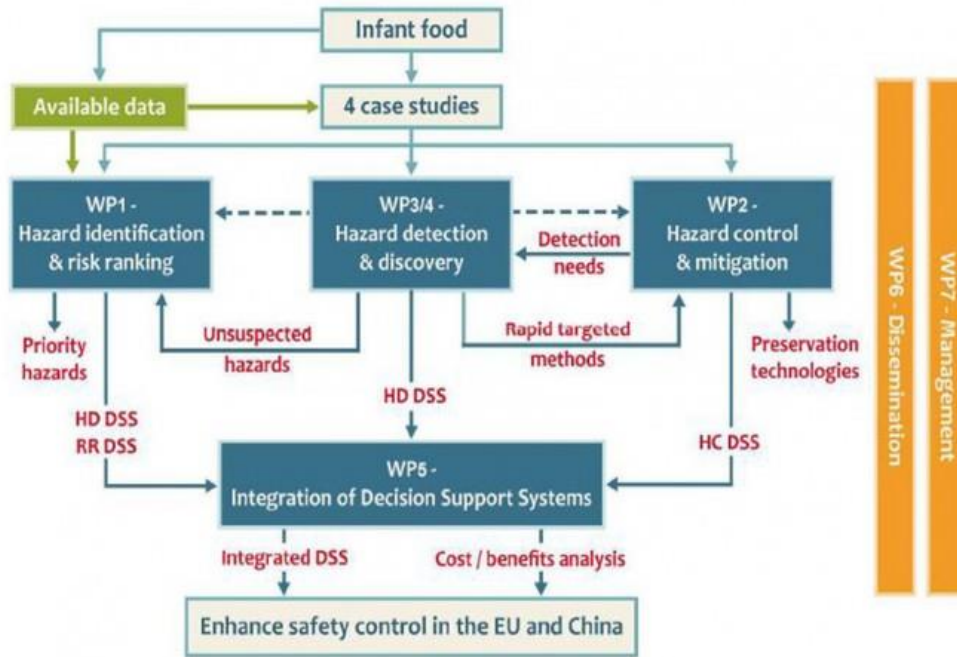 Infant food
Available data
4 case studies
WP1 -
Hazard identification
& risk ranking
WP3/4 -
Hazard detection
& discovery
WP2 -
Hazard control
& mitigation
Detection
needs
Priority
hazards
Unsuspected
hazards
Rapid targeted
methods
Preservation
technologies
HD DSS
RR DSS
HD DSS
HC DSS
WP5 -
Integration of Decision Support Systems
Integrated DSS
Cost / benefits analysis
Enhance safety control in the EU and China
WP6 - Dissemination
WP7 - Management